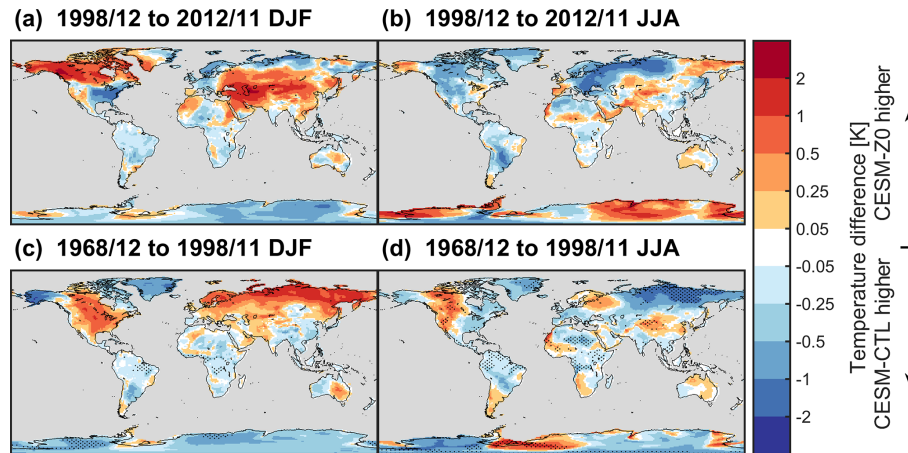 (a) 1998/12 to 2012/11 DJF
(b) 1998/12 to 2012/11 JJA
(c) 1968/12 to 1998/11 DJF
(d) 1968/12 to 1998/11 JJA
2
1
0.5
0.25
0.05
-0.05
-0.25
-0.5
-1
-2
Temperature difference [K]
CESM-CTL higher
CESM-Z0 higher